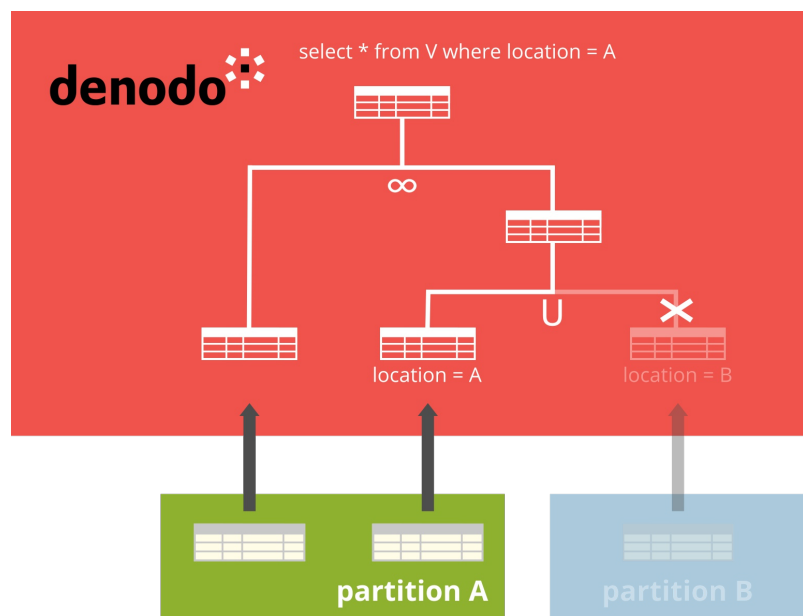 select * from V where location = A
denodo
∞
U
location = A
location = B
partition A
partition B